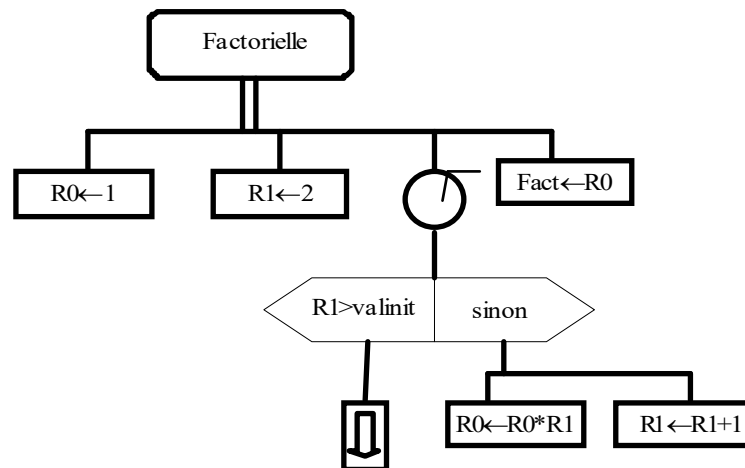 Factorielle
R0←1
R1←2
Fact←R0
R1>valinit
sinon
R0←R0*R1
R1←R1+1